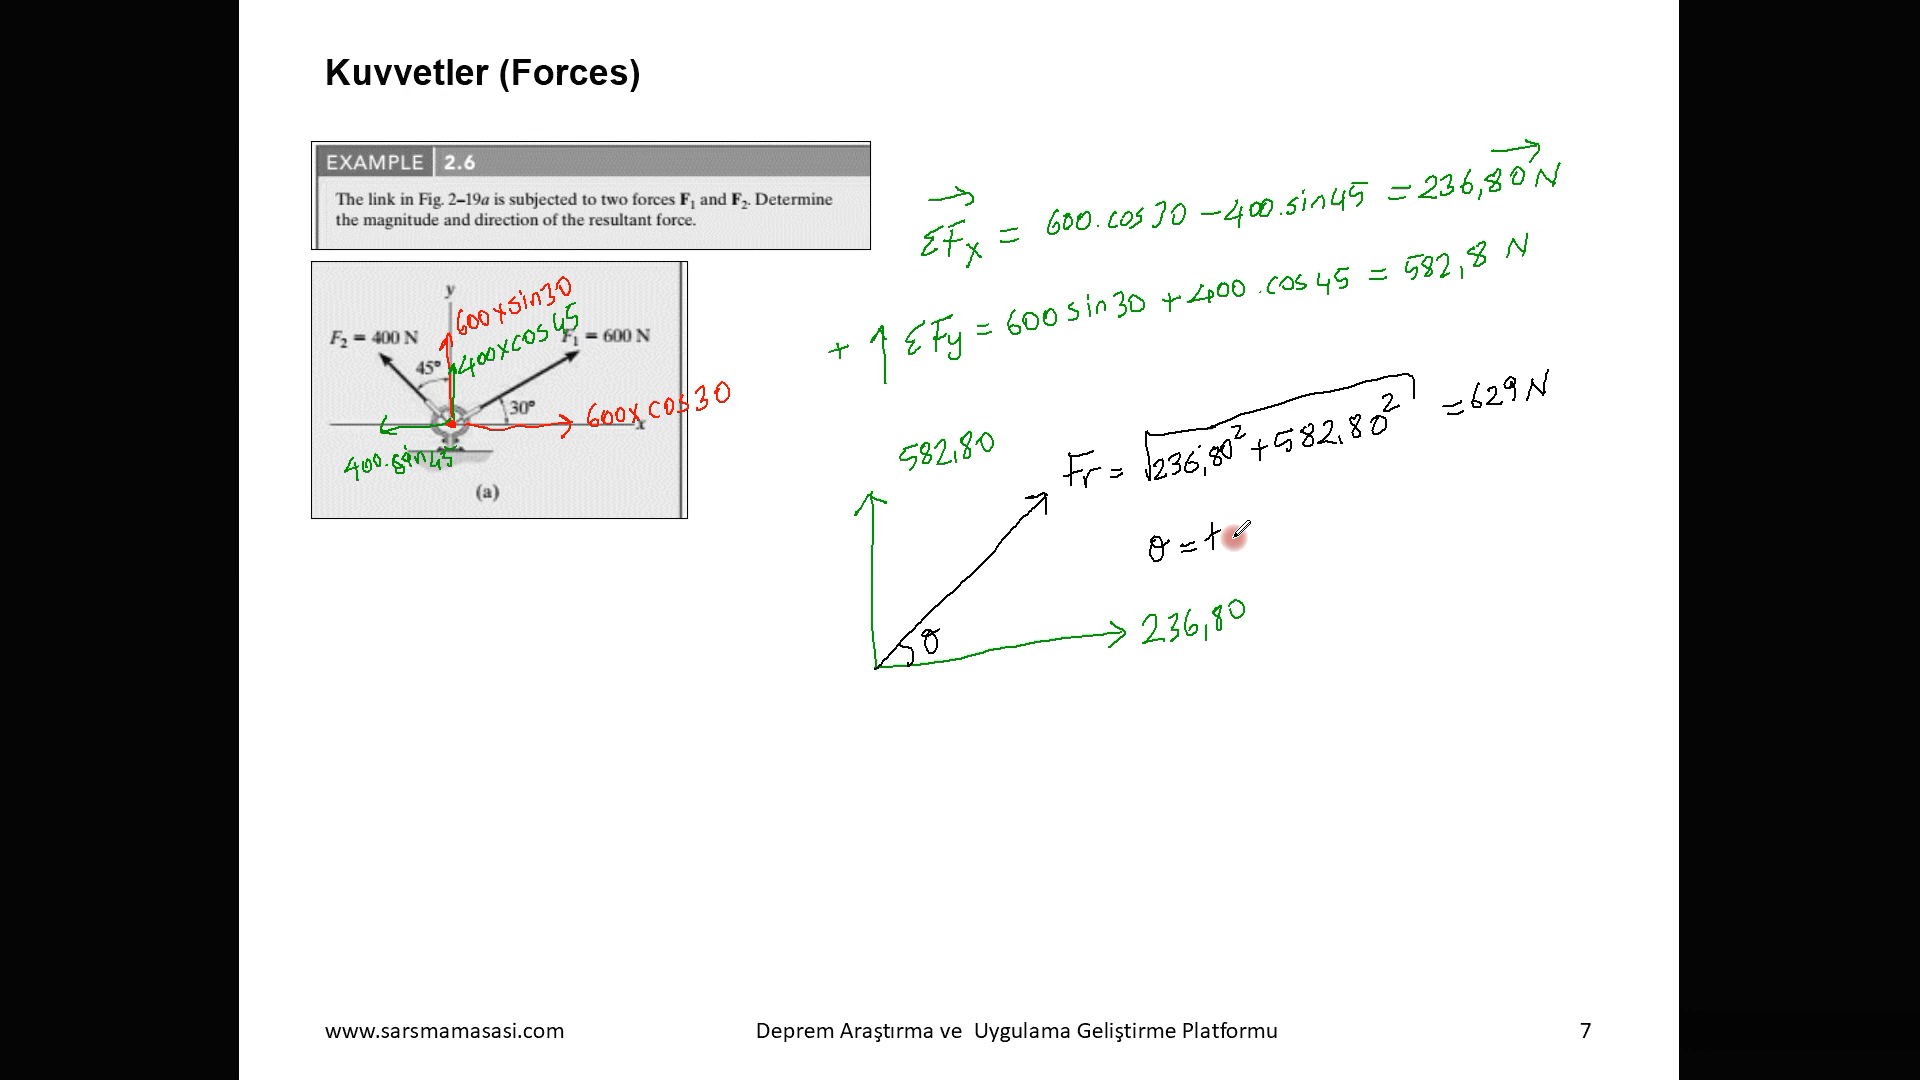 Kuvvetler (Forces)
EXAMPLE 2.6
The link in Fig. 2–19a is subjected to two forces F₁ and F₂. Determine
the magnitude and direction of the resultant force.
y
600xsin30
400xcos45
F₂ = 400 N
F₁ = 600 N
45°
30°
600xcos30
x
400.sin45
(a)
ΣFx = 600.cos30 − 400.sin45 = 236,80 N
+ ΣFy = 600sin30 + 400.cos45 = 582,8 N
582,80
Fr = √236,80² + 582,80² = 629 N
θ = t
θ
236,80
www.sarsmamasasi.com
Deprem Araştırma ve Uygulama Geliştirme Platformu
7